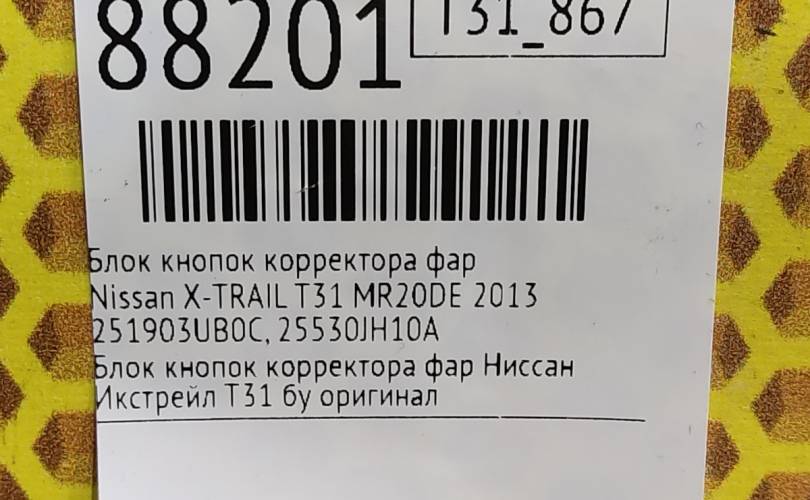 88201
T31_867
Блок кнопок корректора фар
Nissan X-TRAIL T31 MR20DE 2013
251903UB0C, 25530JH10A
Блок кнопок корректора фар Ниссан
Икстрейл Т31 бу оригинал